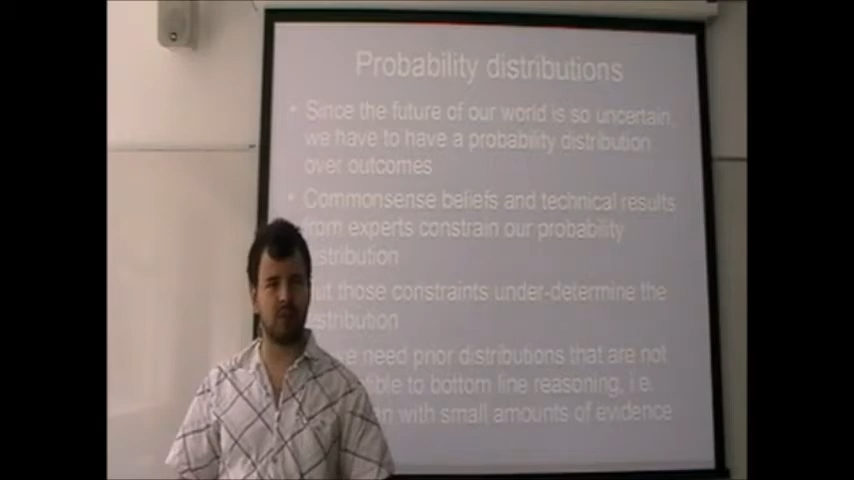 Probability distributions
• Since the future of our world is so uncertain,
we have to have a probability distribution
over outcomes
• Commonsense beliefs and technical results
from experts constrain our probability
distribution
but those constraints under-determine the
distribution
we need prior distributions that are not
to bottom line reasoning, i.e.
with small amounts of evidence